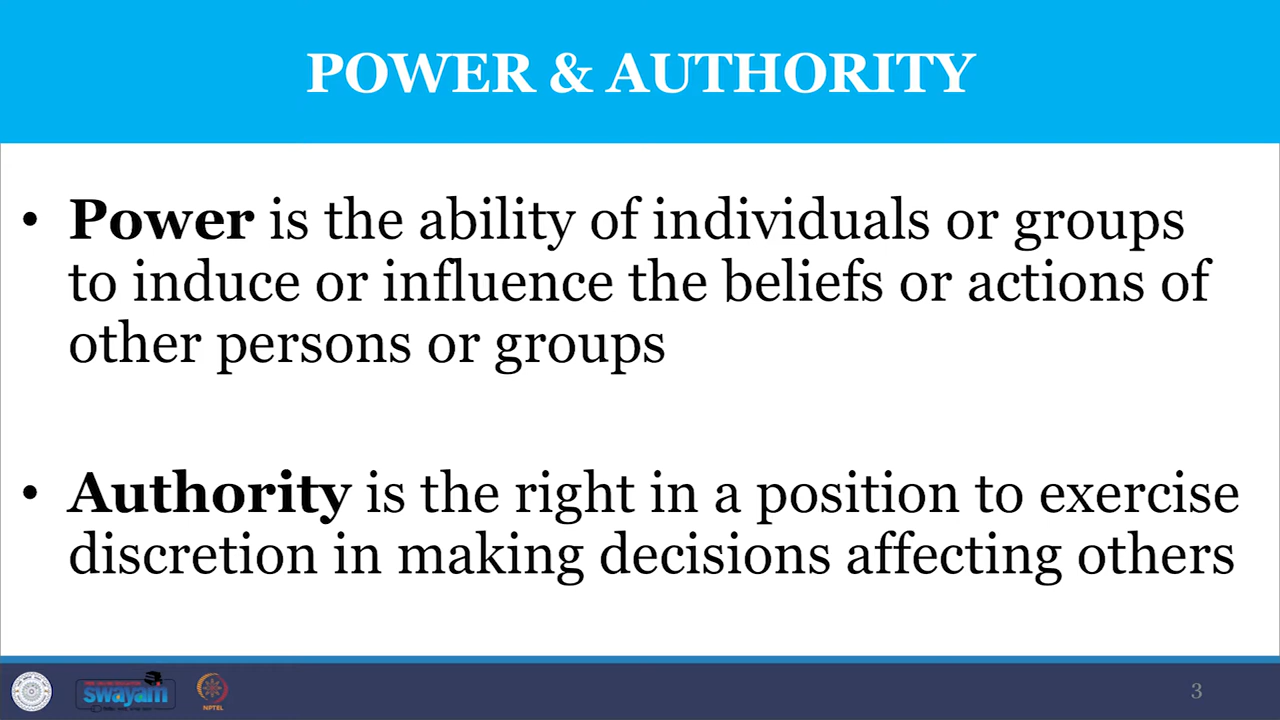 POWER & AUTHORITY
• Power is the ability of individuals or groups
to induce or influence the beliefs or actions of
other persons or groups
• Authority is the right in a position to exercise
discretion in making decisions affecting others
swayam
NPTEL
3